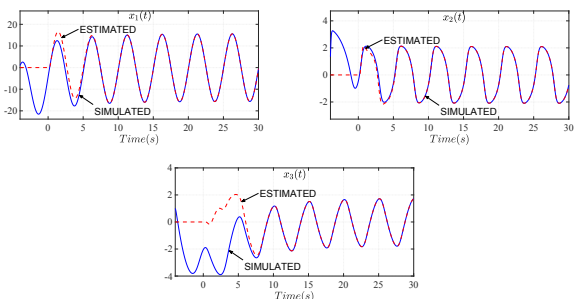 x₁(t)
ESTIMATED
SIMULATED
20
10
0
-10
-20
0 5 10 15 20 25 30
Time(s)
x₂(t)
ESTIMATED
SIMULATED
4
2
0
-2
-5 0 5 10 15 20 25 30
Time(s)
x₃(t)
ESTIMATED
SIMULATED
4
2
0
-2
-4
0 5 10 15 20 25 30
Time(s)